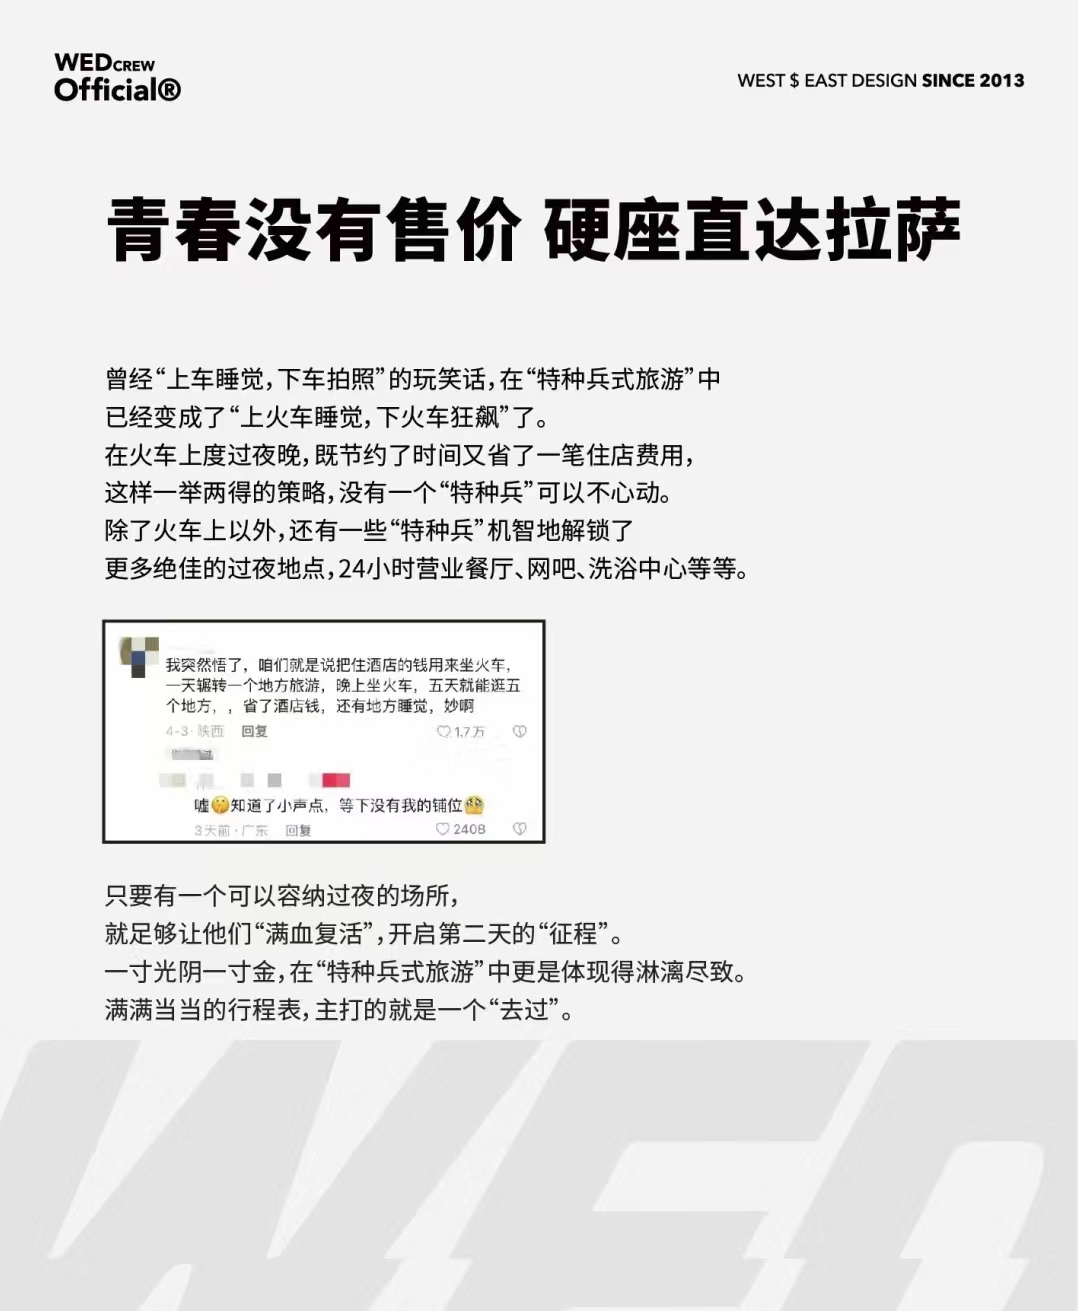 WEDCREW
Official®
WEST $ EAST DESIGN SINCE 2013
青春没有售价 硬座直达拉萨
曾经“上车睡觉，下车拍照”的玩笑话，在“特种兵式旅游”中
已经变成了“上火车睡觉，下火车狂飙”了。
在火车上度过夜晚，既节约了时间又省了一笔住店费用，
这样一举两得的策略，没有一个“特种兵”可以不心动。
除了火车上以外，还有一些“特种兵”机智地解锁了
更多绝佳的过夜地点，24小时营业餐厅、网吧、洗浴中心等等。
我突然悟了，咱们就是说把住酒店的钱用来坐火车，
一天辗转一个地方旅游，晚上坐火车，五天就能逛五
个地方，，省了酒店钱，还有地方睡觉，妙啊
4-3·陕西 回复 1.7万
嘘🤫知道了小声点，等下没有我的铺位
3天前·广东 回复 2408
只要有一个可以容纳过夜的场所，
就足够让他们“满血复活”，开启第二天的“征程”。
一寸光阴一寸金，在“特种兵式旅游”中更是体现得淋漓尽致。
满满当当的行程表，主打的就是一个“去过”。
WED